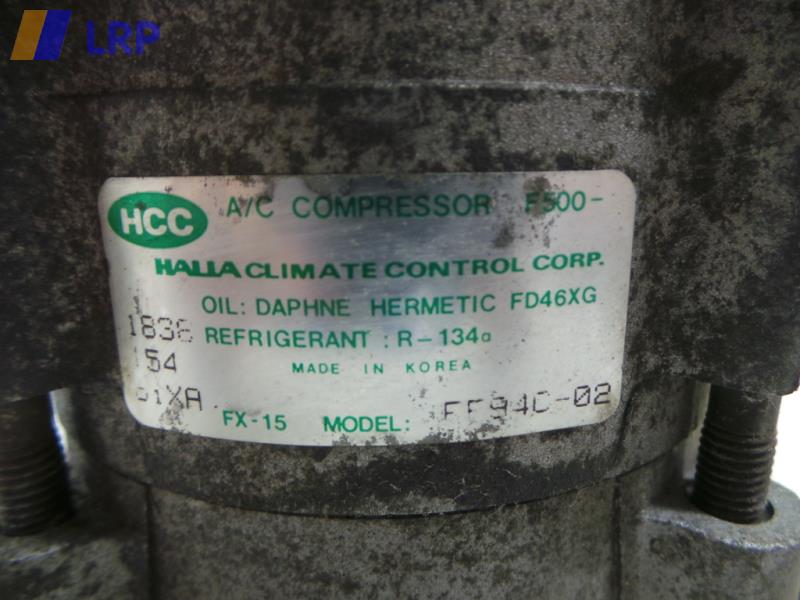 LRP
HCC A/C COMPRESSOR F500-
HALLA CLIMATE CONTROL CORP.
OIL: DAPHNE HERMETIC FD46XG
1836 REFRIGERANT : R-134a
154
MADE IN KOREA
FX-15 MODEL: